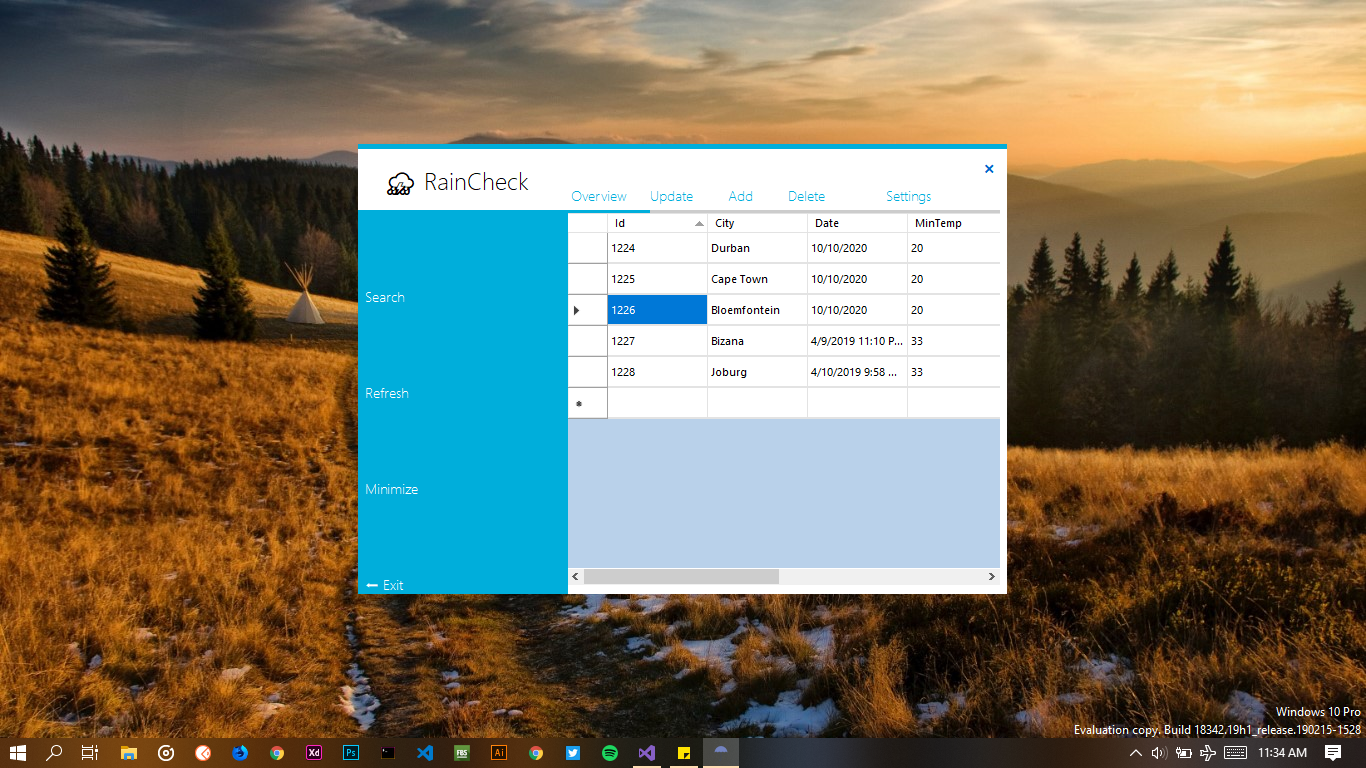 RainCheck
Overview Update Add Delete Settings
Search
Refresh
Minimize
Exit
Id City Date MinTemp
1224 Durban 10/10/2020 20
1225 Cape Town 10/10/2020 20
1226 Bloemfontein 10/10/2020 20
1227 Bizana 4/9/2019 11:10 P... 33
1228 Joburg 4/10/2019 9:58 ... 33
Windows 10 Pro
Evaluation copy. Build 18342.19h1_release.190215-1528
Xd Ps FBS Ai
11:34 AM